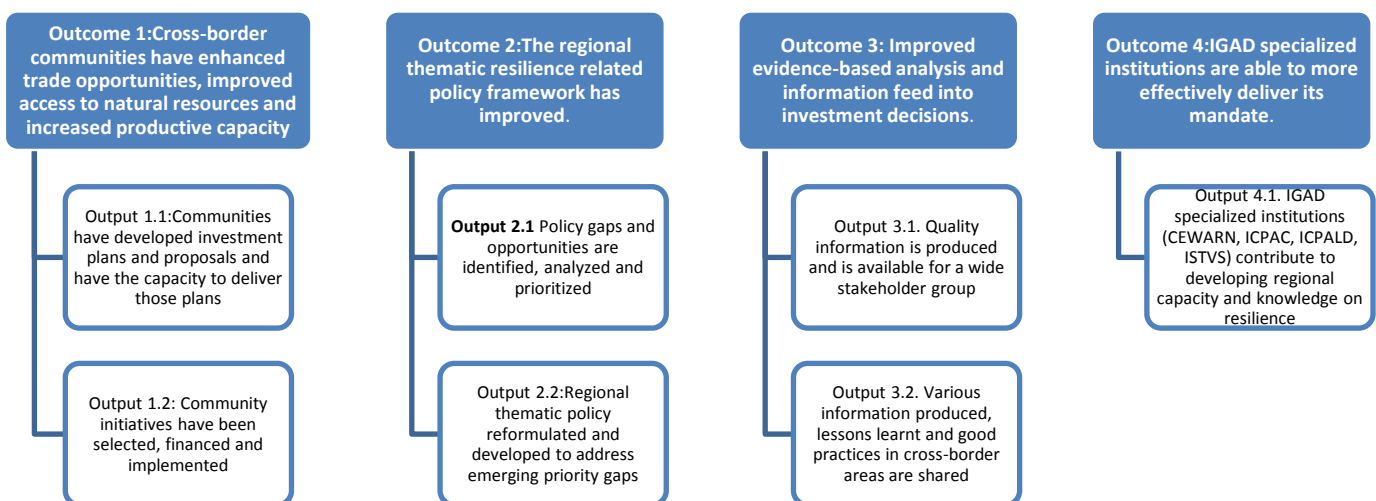 Outcome 1:Cross-border
communities have enhanced
trade opportunities, improved
access to natural resources and
increased productive capacity
Output 1.1:Communities
have developed investment
plans and proposals and
have the capacity to deliver
those plans
Output 1.2: Community
initiatives have been
selected, financed and
implemented
Outcome 2:The regional
thematic resilience related
policy framework has
improved.
Output 2.1 Policy gaps and
opportunities are
identified, analyzed and
prioritized
Output 2.2:Regional
thematic policy
reformulated and
developed to address
emerging priority gaps
Outcome 3: Improved
evidence-based analysis and
information feed into
investment decisions.
Output 3.1. Quality
information is produced
and is available for a wide
stakeholder group
Output 3.2. Various
information produced,
lessons learnt and good
practices in cross-border
areas are shared
Outcome 4:IGAD specialized
institutions are able to more
effectively deliver its
mandate.
Output 4.1. IGAD
specialized institutions
(CEWARN, ICPAC, ICPALD,
ISTVS) contribute to
developing regional
capacity and knowledge on
resilience